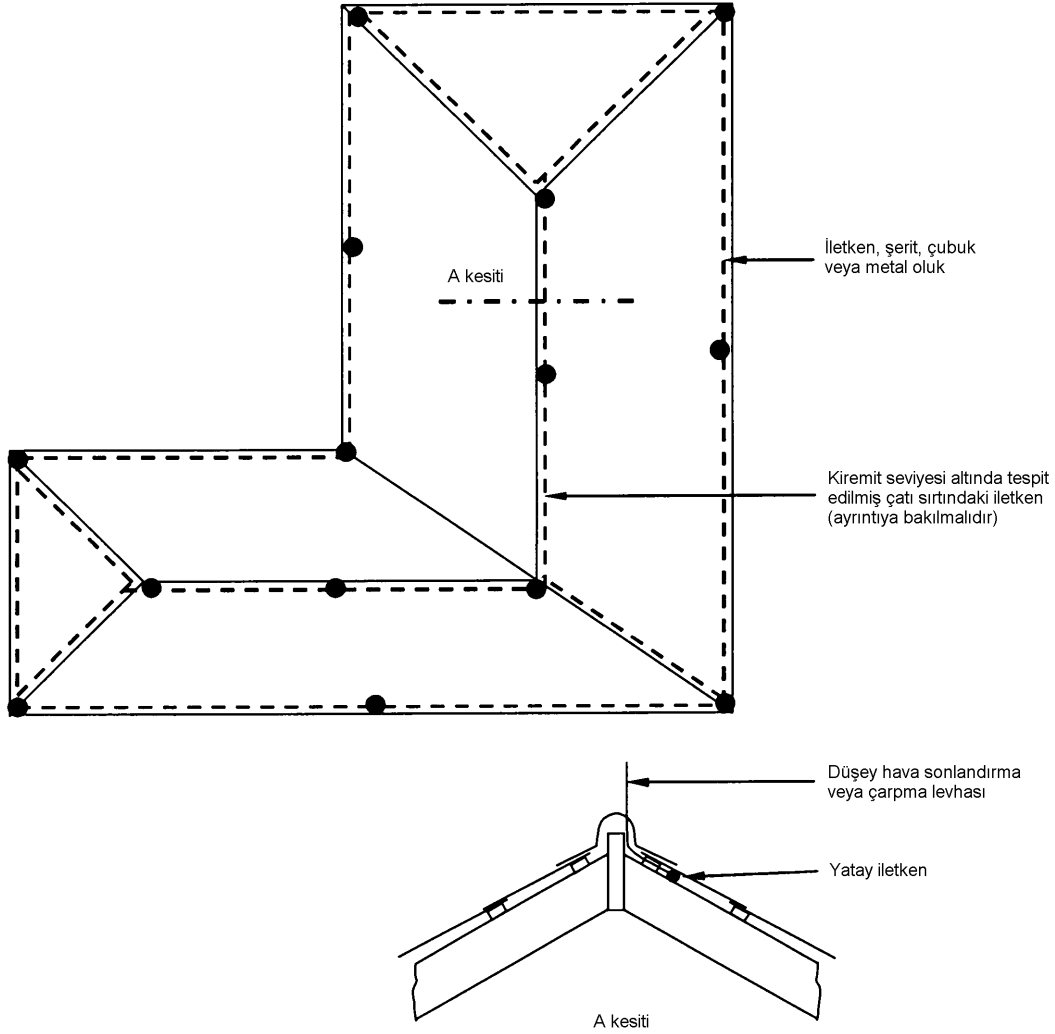 İletken, şerit, çubuk
veya metal oluk
A kesiti
Kiremit seviyesi altında tespit
edilmiş çatı sırtındaki iletken
(ayrıntıya bakılmalıdır)
Düşey hava sonlandırma
veya çarpma levhası
Yatay iletken
A kesiti